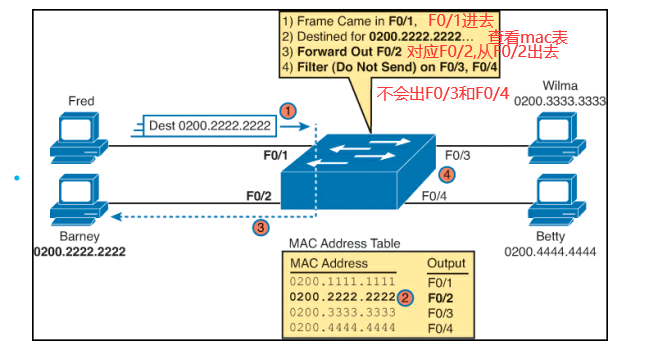 1) Frame Came in F0/1, F0/1进去
2) Destined for 0200.2222.2222... 查看mac表
3) Forward Out F0/2 对应F0/2,从F0/2出去
4) Filter (Do Not Send) on F0/3, F0/4
不会出F0/3和F0/4
Fred
Wilma
0200.3333.3333
1
Dest 0200.2222.2222
F0/1
F0/3
4
F0/2
F0/4
3
Barney
0200.2222.2222
Betty
0200.4444.4444
MAC Address Table
MAC Address Output
0200.1111.1111 F0/1
0200.2222.2222 2 F0/2
0200.3333.3333 F0/3
0200.4444.4444 F0/4